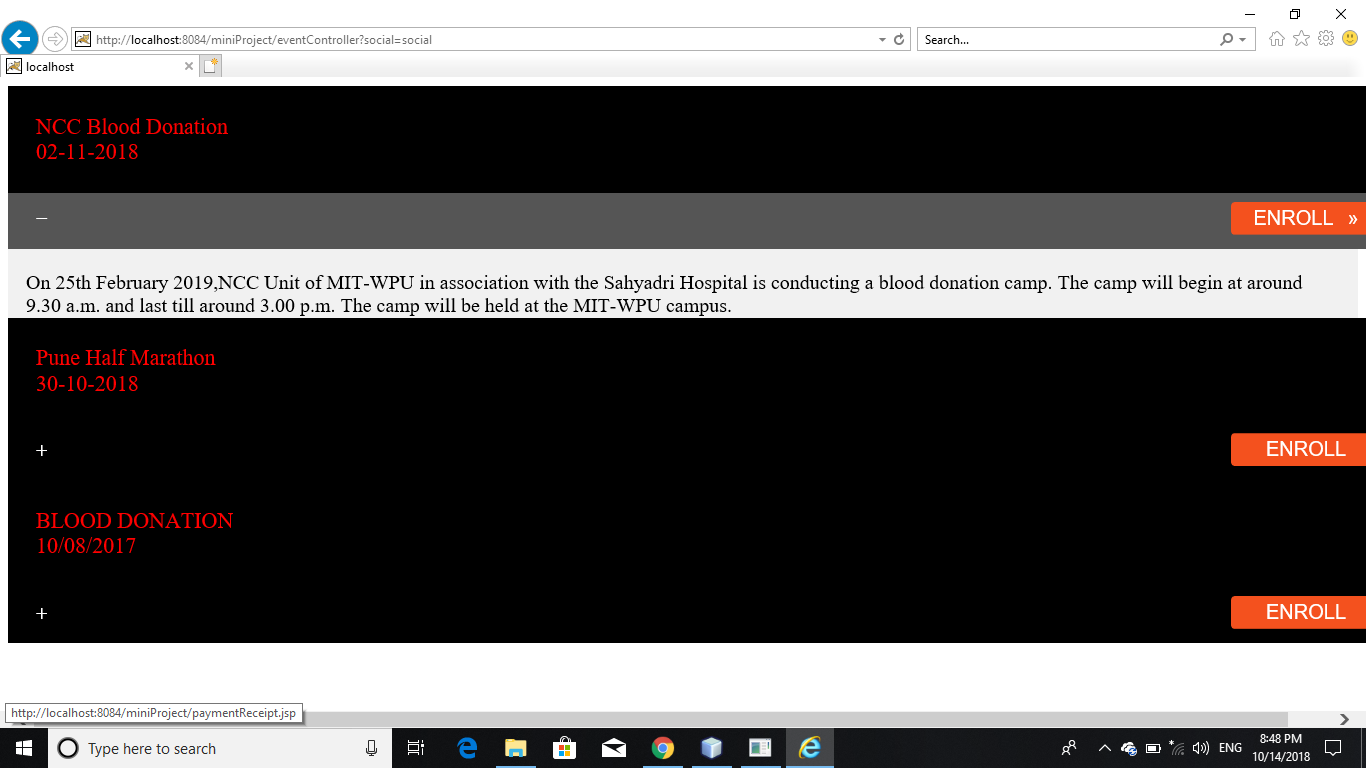 http://localhost:8084/miniProject/eventController?social=social
Search...
localhost
NCC Blood Donation
02-11-2018
–
ENROLL »
On 25th February 2019,NCC Unit of MIT-WPU in association with the Sahyadri Hospital is conducting a blood donation camp. The camp will begin at around
9.30 a.m. and last till around 3.00 p.m. The camp will be held at the MIT-WPU campus.
Pune Half Marathon
30-10-2018
+
ENROLL
BLOOD DONATION
10/08/2017
+
ENROLL
http://localhost:8084/miniProject/paymentReceipt.jsp
Type here to search
ENG
8:48 PM
10/14/2018